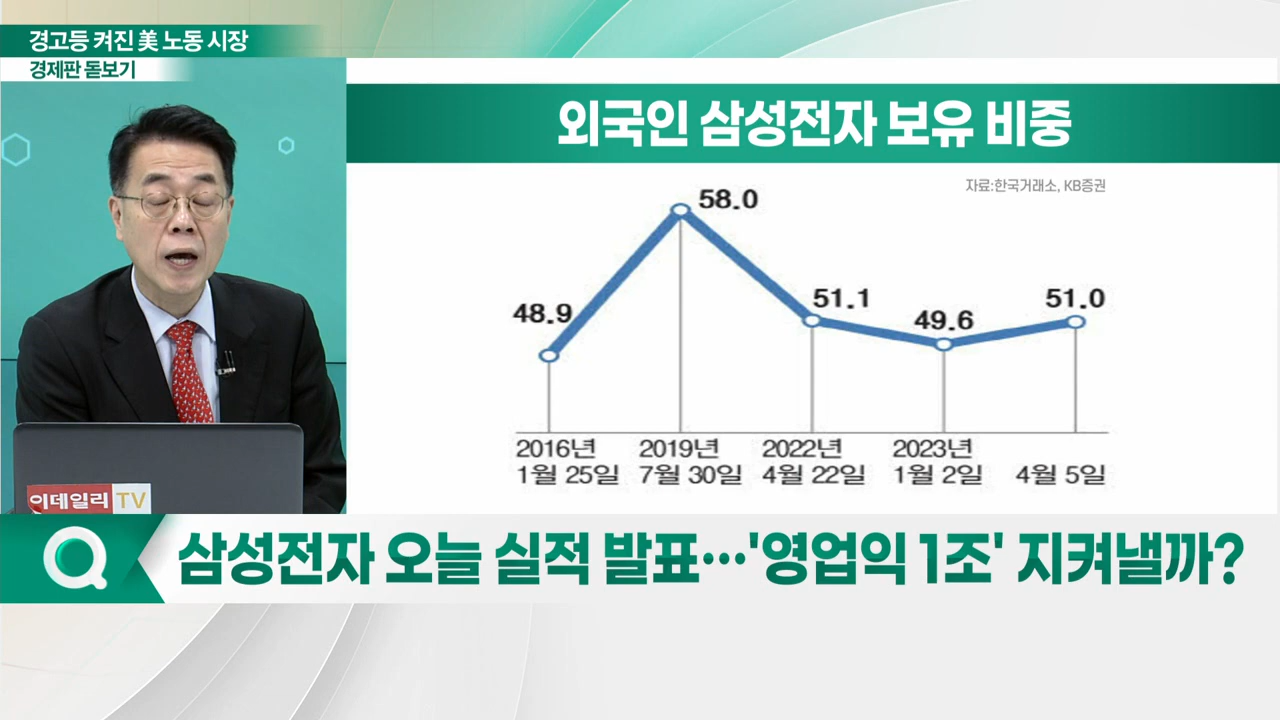 경고등 켜진 美 노동 시장
경제판 돋보기
외국인 삼성전자 보유 비중
자료:한국거래소, KB증권
58.0
48.9
51.1
49.6
51.0
2016년 2019년 2022년 2023년
1월 25일 7월 30일 4월 22일 1월 2일 4월 5일
이데일리 TV
삼성전자 오늘 실적 발표…'영업익 1조' 지켜낼까?